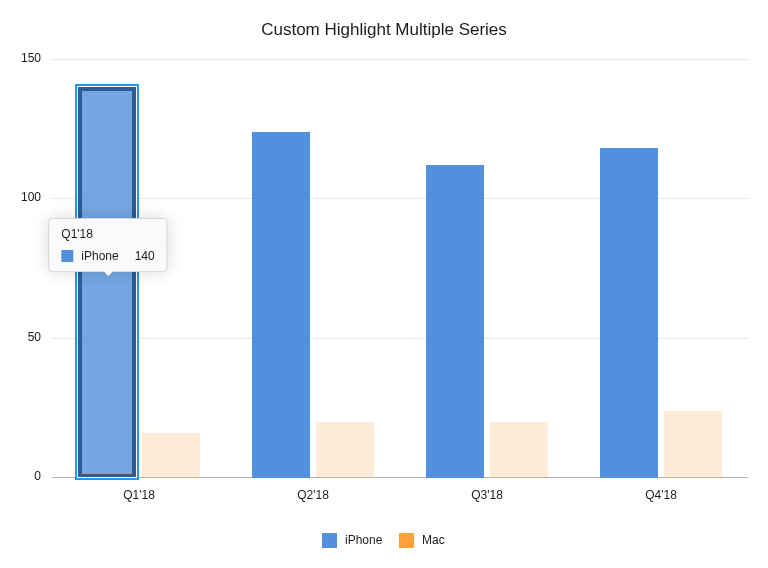 Custom Highlight Multiple Series
150
100
50
0
Q1'18
iPhone 140
Q1'18 Q2'18 Q3'18 Q4'18
iPhone Mac